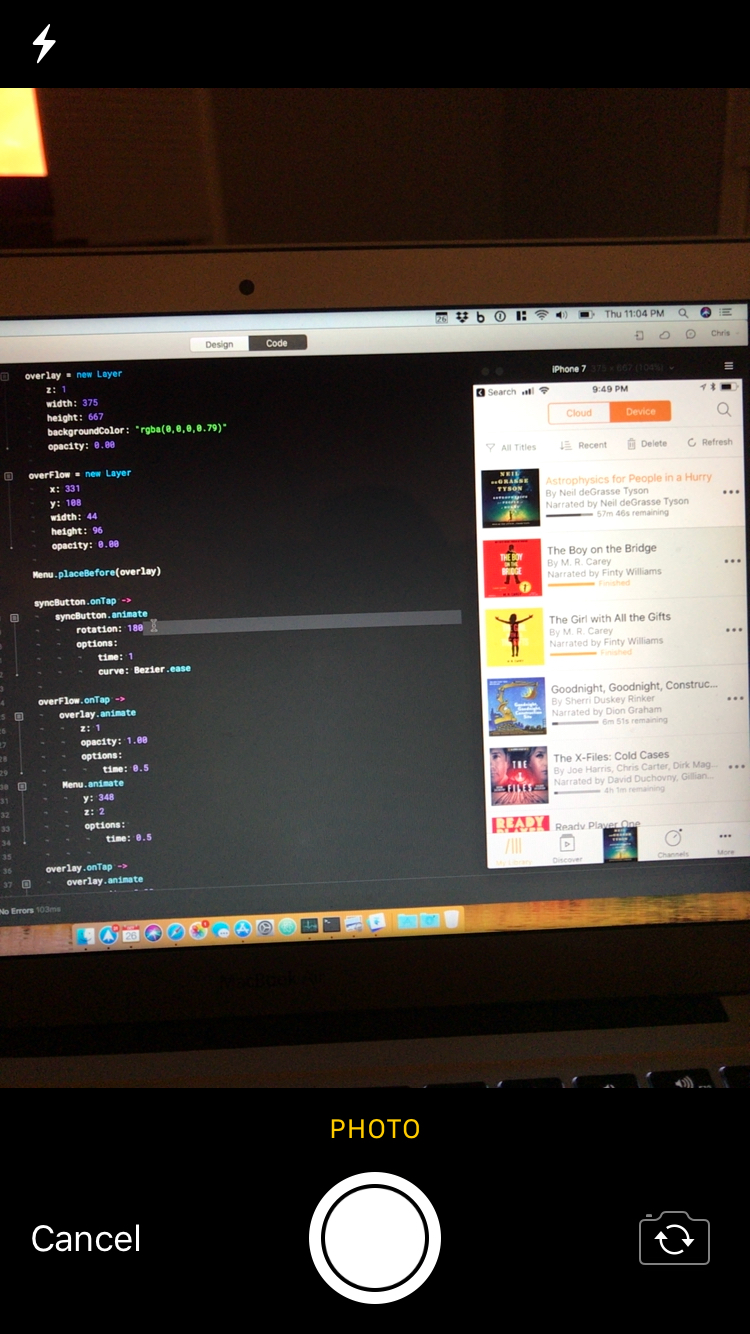 Thu 11:04 PM
Design
Code
Chris
overlay = new Layer
z: 1
width: 375
height: 667
backgroundColor: "rgba(0,0,0,0.79)"
opacity: 0.00
overFlow = new Layer
x: 331
y: 108
width: 44
height: 96
opacity: 0.00
Menu.placeBefore(overlay)
syncButton.onTap ->
syncButton.animate
rotation: 180
options:
time: 1
curve: Bezier.ease
overFlow.onTap ->
overlay.animate
z: 1
opacity: 1.00
options:
time: 0.5
Menu.animate
y: 348
z: 2
options:
time: 0.5
overlay.onTap ->
37 overlay.animate
No Errors 103ms
iPhone 7 375 × 667 (104%)
Search 9:49 PM
Cloud Device
All Titles Recent Delete Refresh
NEIL
DEGRASSE
TYSON
Astrophysics for People in a Hurry
By Neil deGrasse Tyson
Narrated by Neil deGrasse Tyson
57m 46s remaining
THE BOY
ON THE
BRIDGE
The Boy on the Bridge
By M. R. Carey
Narrated by Finty Williams
Finished
The Girl with All the Gifts
By M. R. Carey
Narrated by Finty Williams
Finished
Goodnight, Goodnight, Construc...
By Sherri Duskey Rinker
Narrated by Dion Graham
6m 51s remaining
THE
X FILES
The X-Files: Cold Cases
By Joe Harris, Chris Carter, Dirk Mag...
Narrated by David Duchovny, Gillian...
4h 1m remaining
READY
Ready Player One
My Library
Discover
Channels
More
26
MacBook Air
PHOTO
Cancel